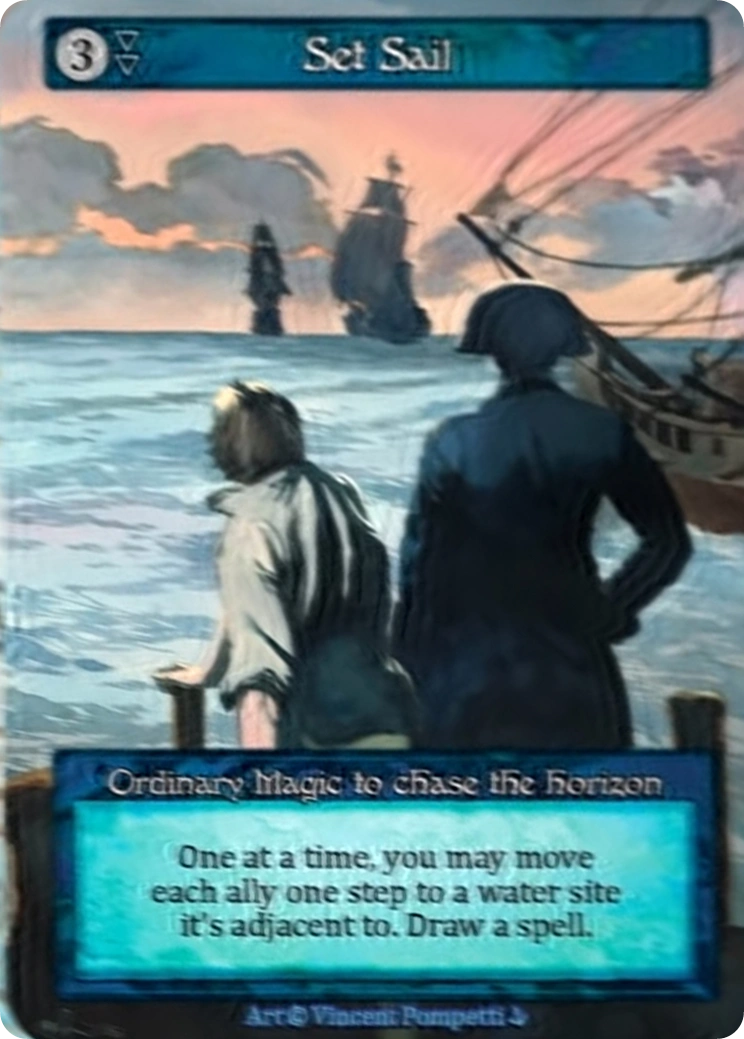 3
Set Sail
Ordinary Magic to chase the horizon
One at a time, you may move
each ally one step to a water site
it's adjacent to. Draw a spell.
Art © Vincent Pompetti